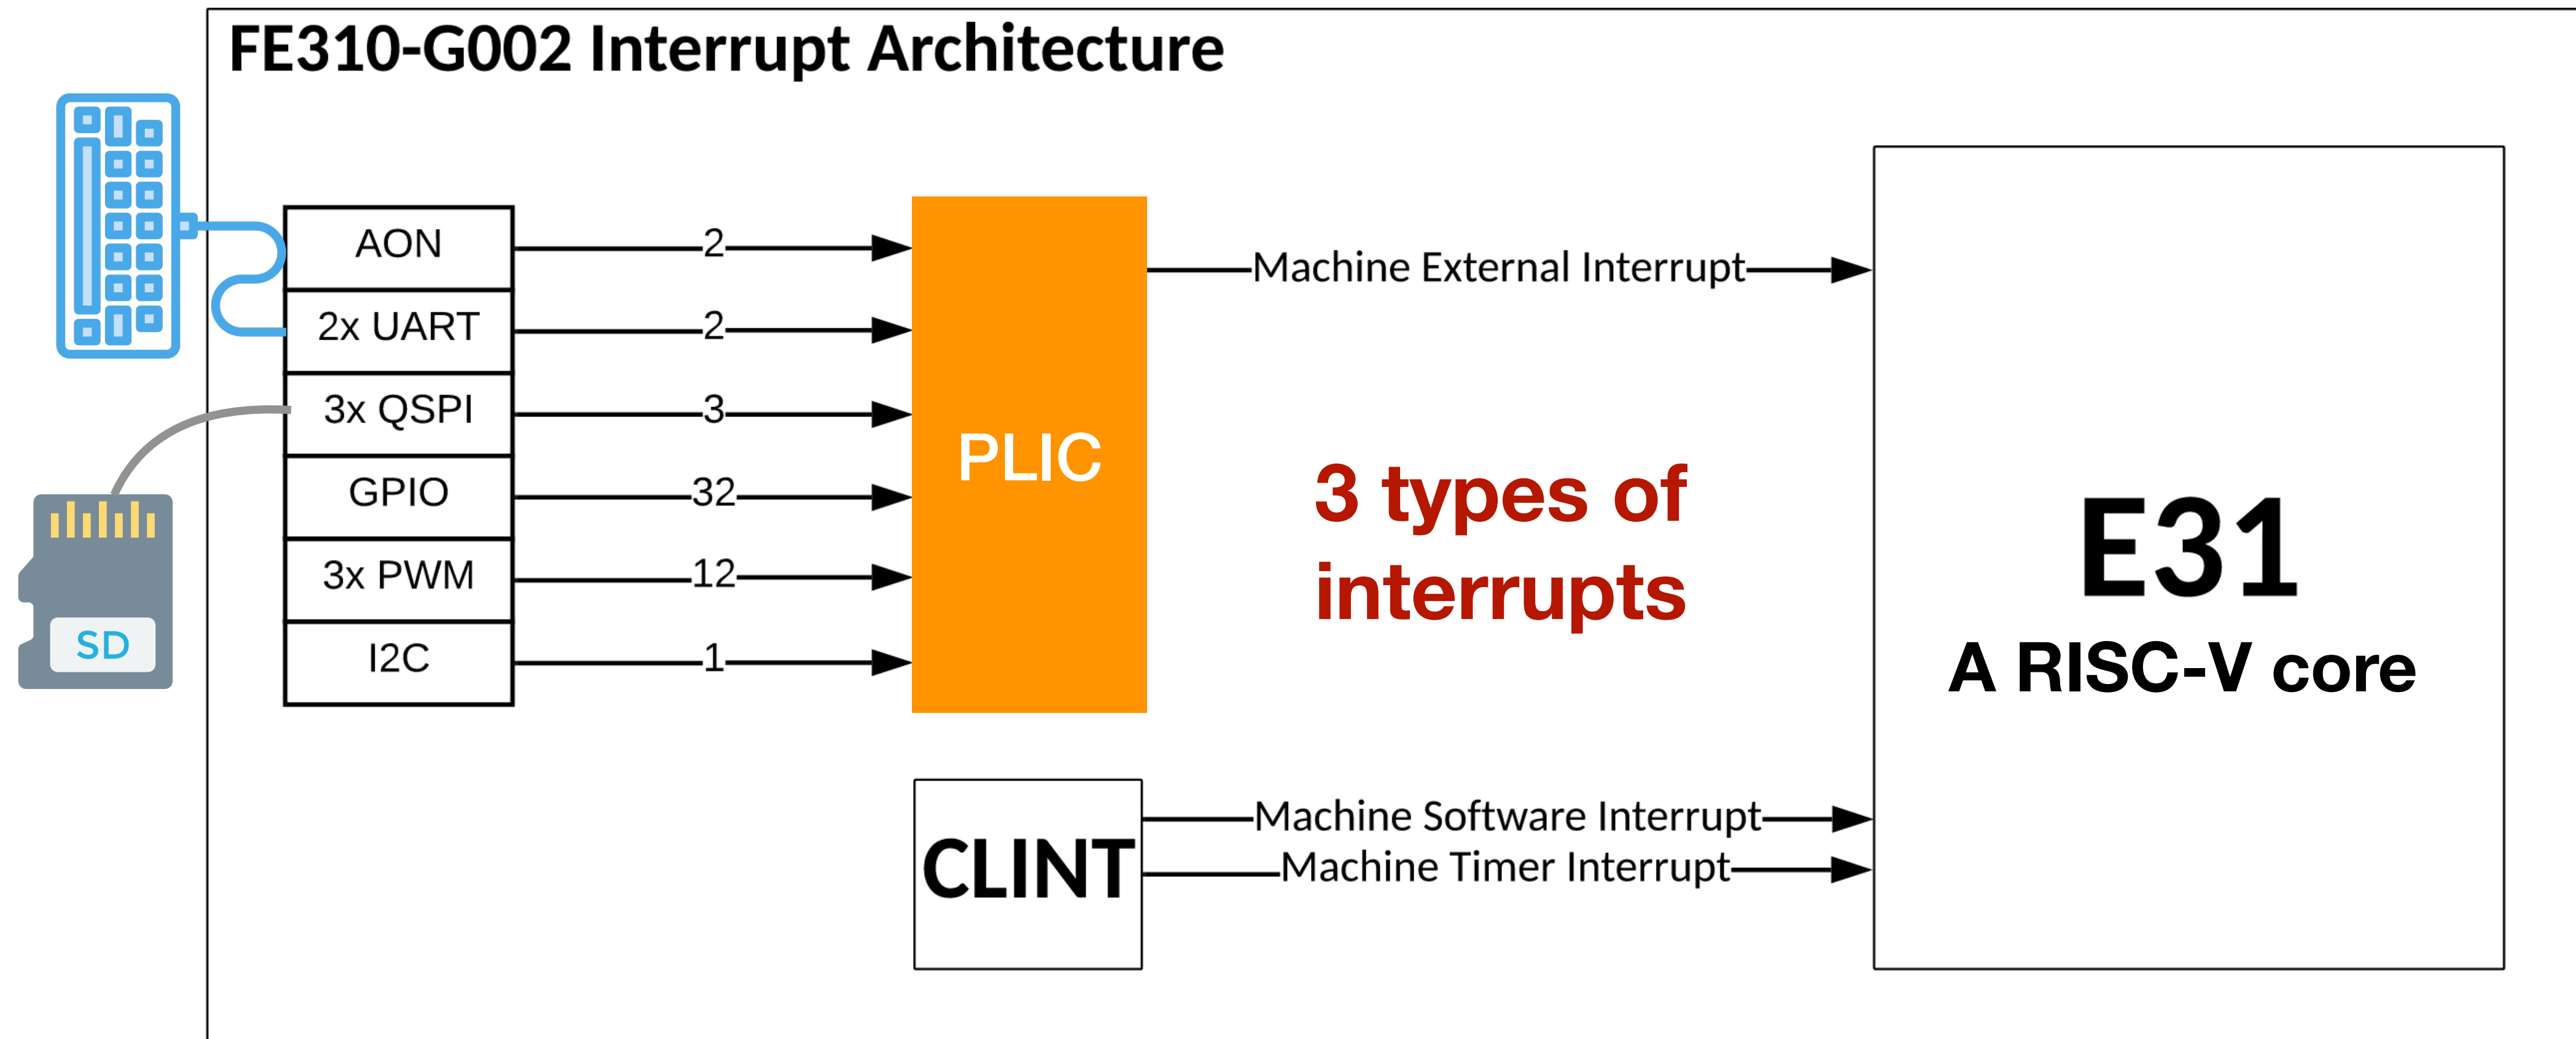 FE310-G002 Interrupt Architecture
AON
2
2x UART
2
3x QSPI
3
GPIO
32
3x PWM
12
I2C
1
SD
PLIC
Machine External Interrupt
3 types of
interrupts
CLINT
Machine Software Interrupt
Machine Timer Interrupt
E31
A RISC-V core